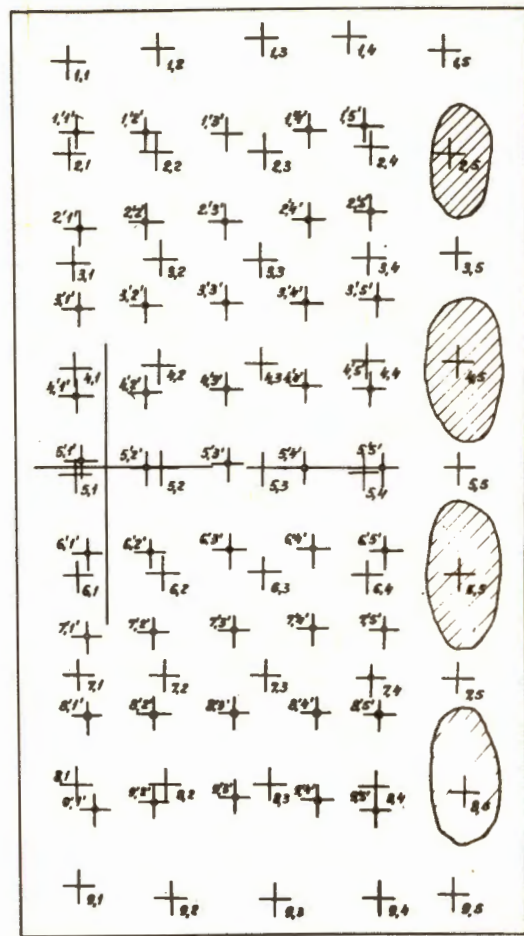 1,1 1,2 1,3 1,4 1,5
1,'1' 1,'2' 1,'3' 1,'4' 1,'5'
2,1 2,2 2,3 2,4 2,5
2,'1' 2,'2' 2,'3' 2,'4' 2,'5'
3,1 3,2 3,3 3,4 3,5
3,'1' 3,'2' 3,'3' 3,'4' 3,'5'
4,1 4,2 4,3 4,4 4,5
4,'1' 4,'2' 4,'3' 4,'4' 4,'5'
5,'1' 5,'2' 5,'3' 5,'4' 5,'5'
5,1 5,2 5,3 5,4 5,5
6,'1' 6,'2' 6,'3' 6,'4' 6,'5'
6,1 6,2 6,3 6,4 6,5
7,'1' 7,'2' 7,'3' 7,'4' 7,'5'
7,1 7,2 7,3 7,4 7,5
8,'1' 8,'2' 8,'3' 8,'4' 8,'5'
8,1 8,2 8,3 8,4 8,5
9,'1' 9,'2' 9,'3' 9,'4' 9,'5'
9,1 9,2 9,3 9,4 9,5